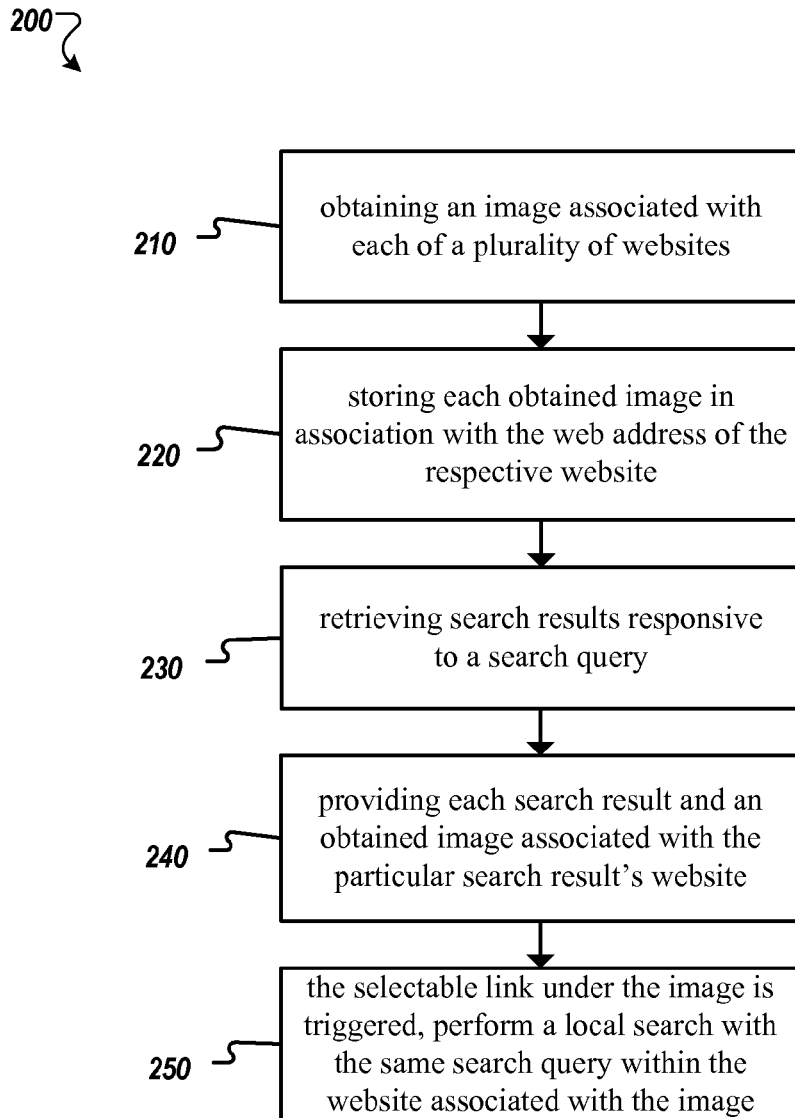 200
210
obtaining an image associated with
each of a plurality of websites
220
storing each obtained image in
association with the web address of the
respective website
230
retrieving search results responsive
to a search query
240
providing each search result and an
obtained image associated with the
particular search result's website
250
the selectable link under the image is
triggered, perform a local search with
the same search query within the
website associated with the image